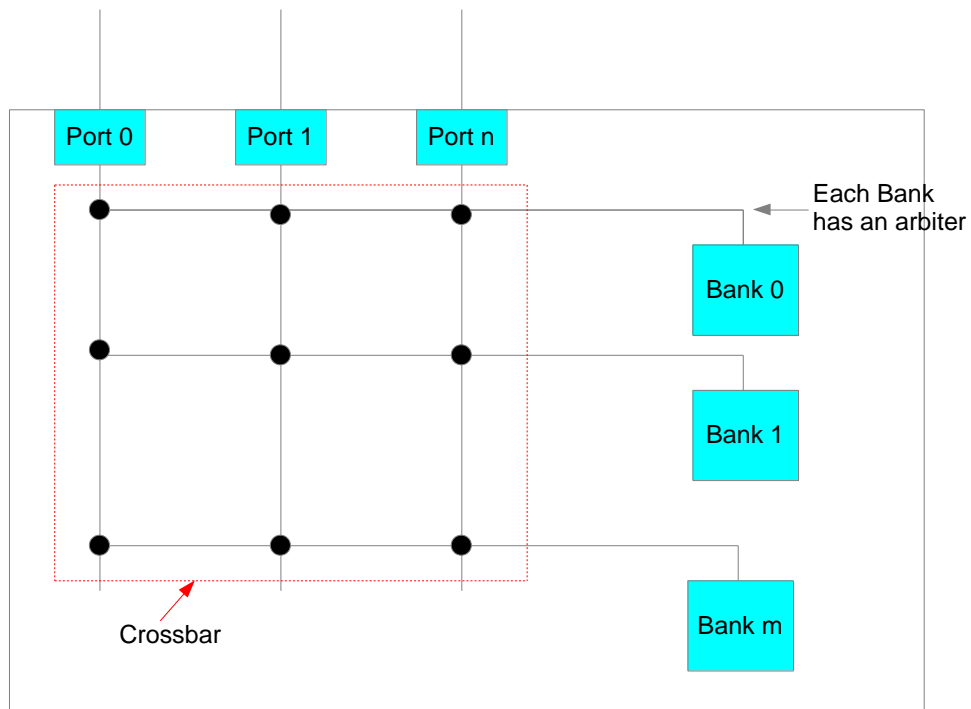 Port 0
Port 1
Port n
Each Bank
has an arbiter
Bank 0
Bank 1
Bank m
Crossbar